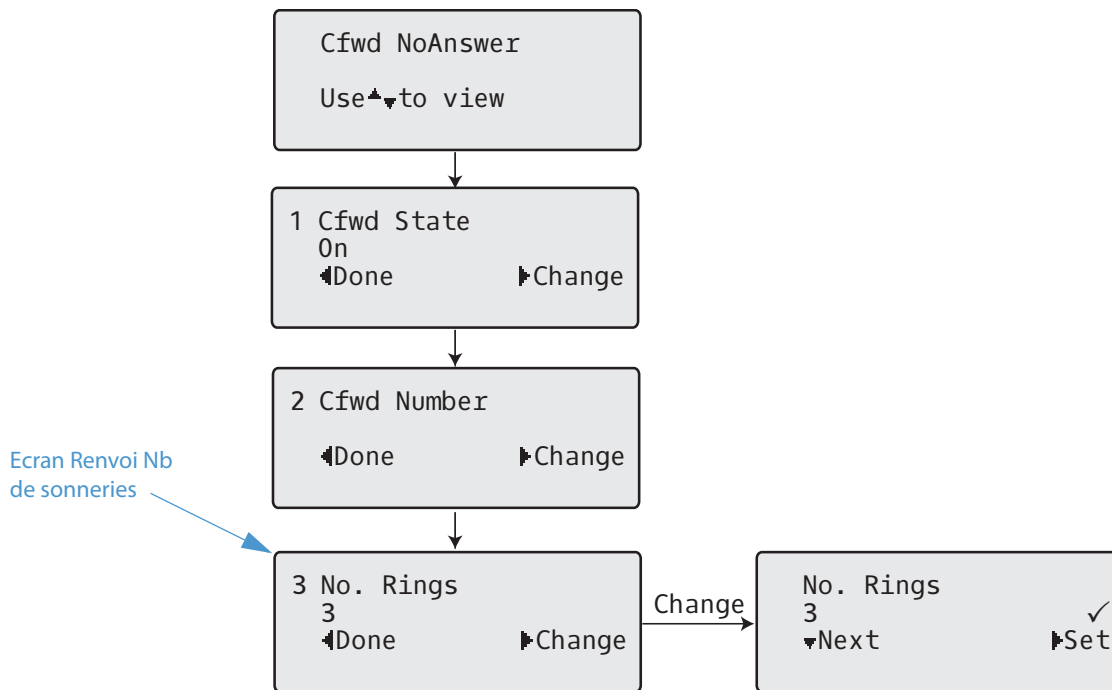 Cfwd NoAnswer
Use▲▼to view
1 Cfwd State
On
◀Done ▶Change
2 Cfwd Number
◀Done ▶Change
Ecran Renvoi Nb
de sonneries
3 No. Rings
3
◀Done ▶Change
Change
No. Rings
3 ✓
▼Next ▶Set